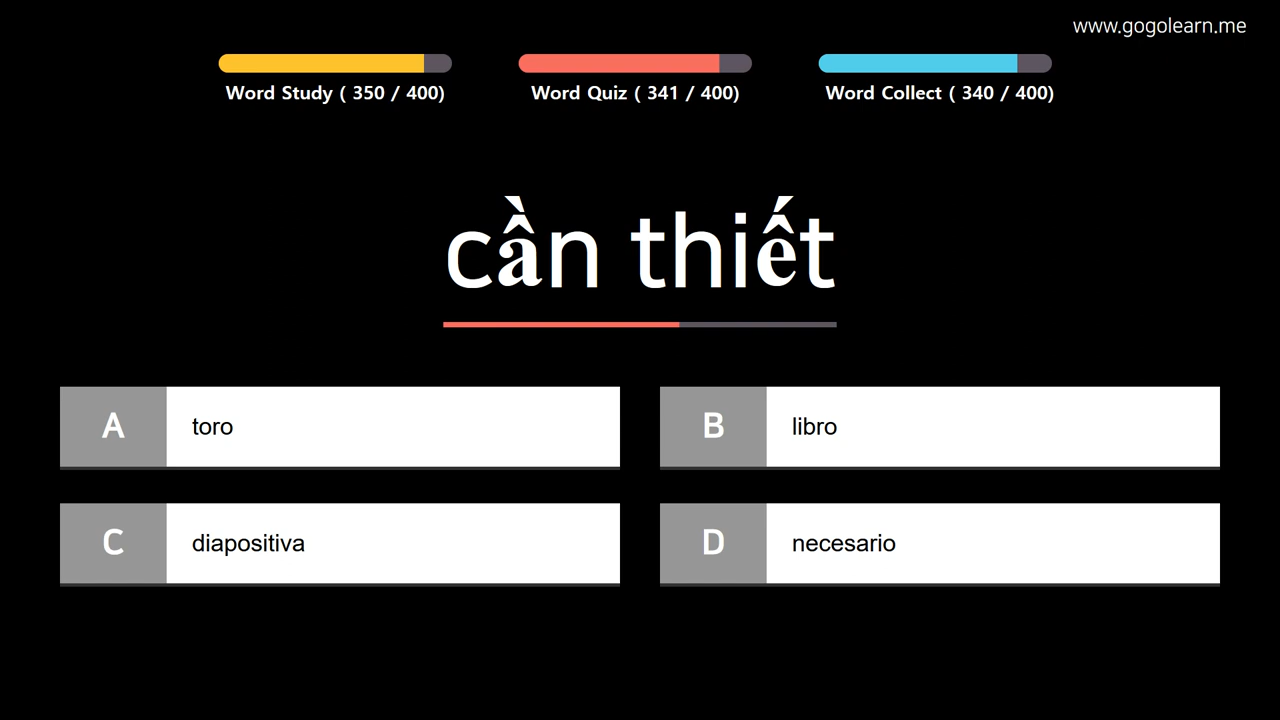 www.gogolearn.me
Word Study ( 350 / 400)
Word Quiz ( 341 / 400)
Word Collect ( 340 / 400)
cần thiết
A
toro
B
libro
C
diapositiva
D
necesario